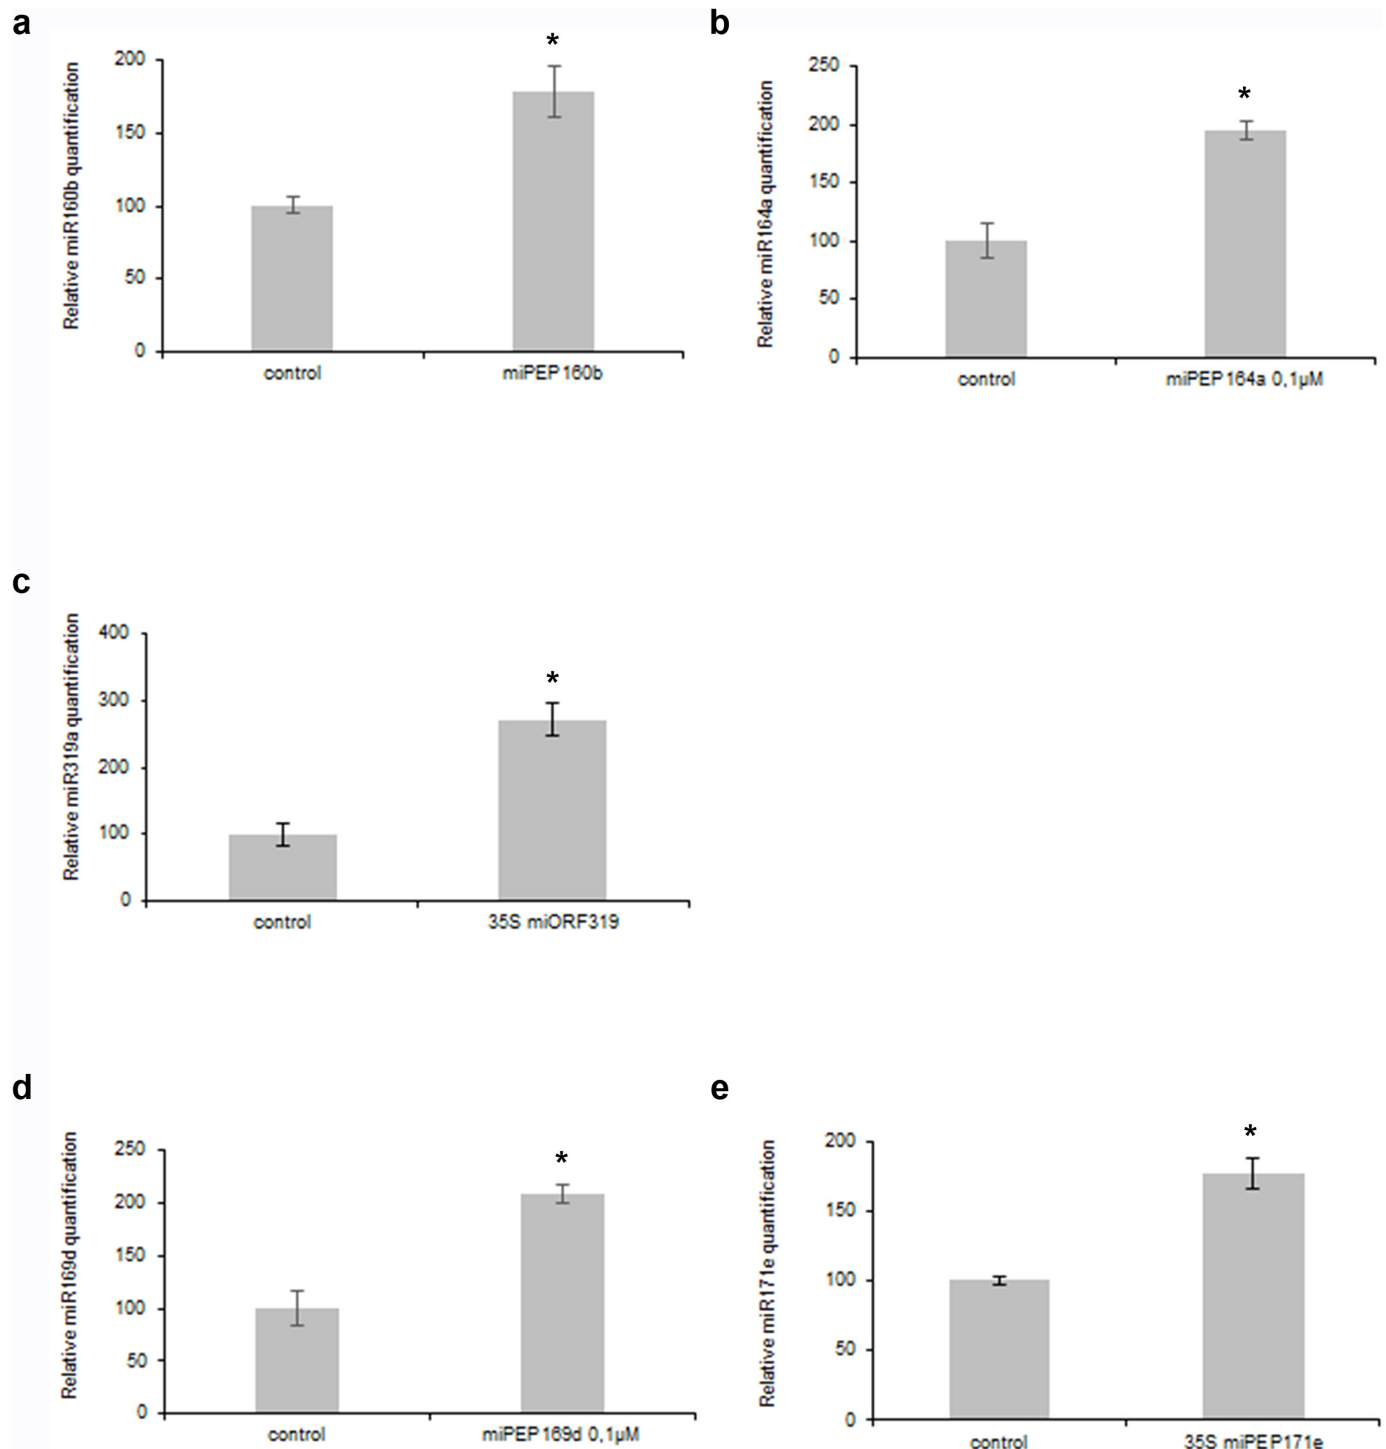 a
Relative miR160b quantification
200
150
100
50
0
*
control
miPEP160b
b
Relative miR164a quantification
250
200
150
100
50
0
*
control
miPEP164a 0,1µM
c
Relative miR319a quantification
400
300
200
100
0
*
control
35S miORF319
d
Relative miR169d quantification
250
200
150
100
50
0
*
control
miPEP169d 0,1µM
e
Relative miR171e quantification
200
150
100
50
0
*
control
35S miPEP171e